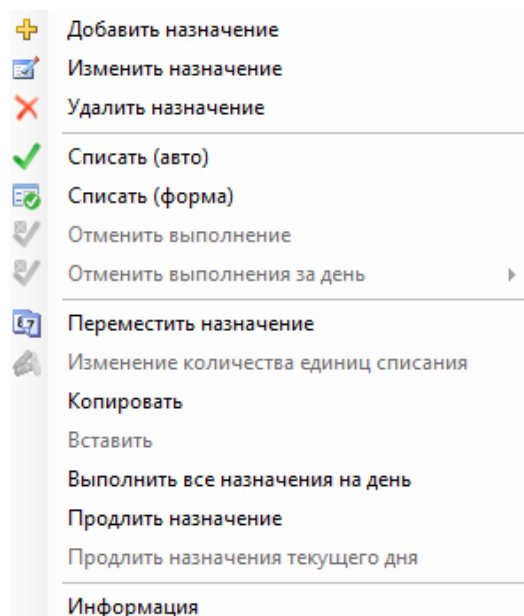 Добавить назначение
Изменить назначение
Удалить назначение
Списать (авто)
Списать (форма)
Отменить выполнение
Отменить выполнения за день
Переместить назначение
Изменение количества единиц списания
Копировать
Вставить
Выполнить все назначения на день
Продлить назначение
Продлить назначения текущего дня
Информация